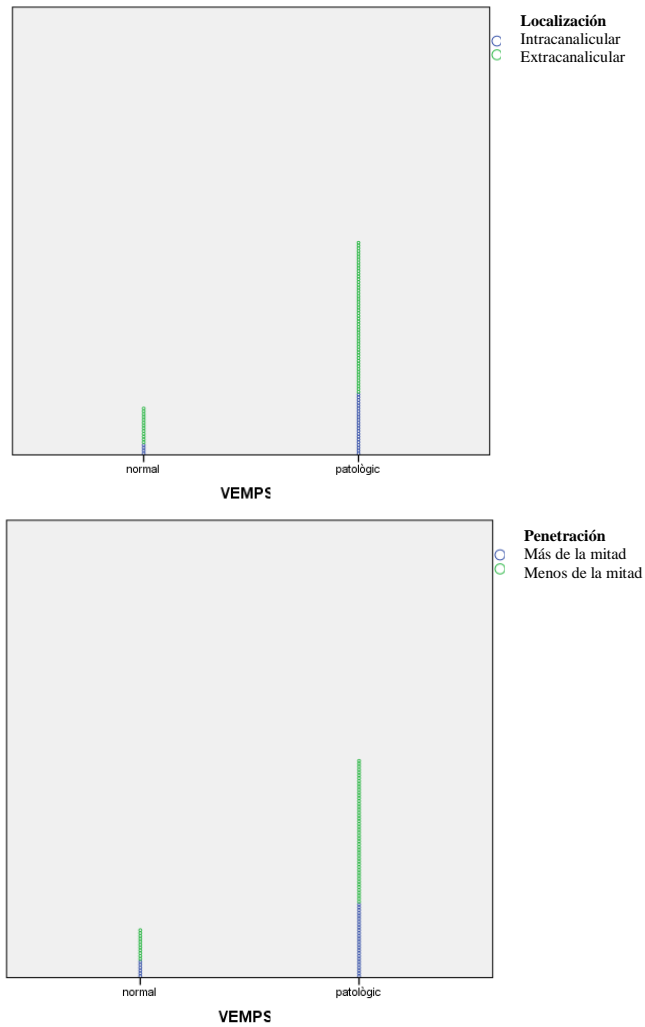 Localización
Intracanalicular
Extracanalicular
normal patològic
VEMPS
Penetración
Más de la mitad
Menos de la mitad
normal patològic
VEMPS